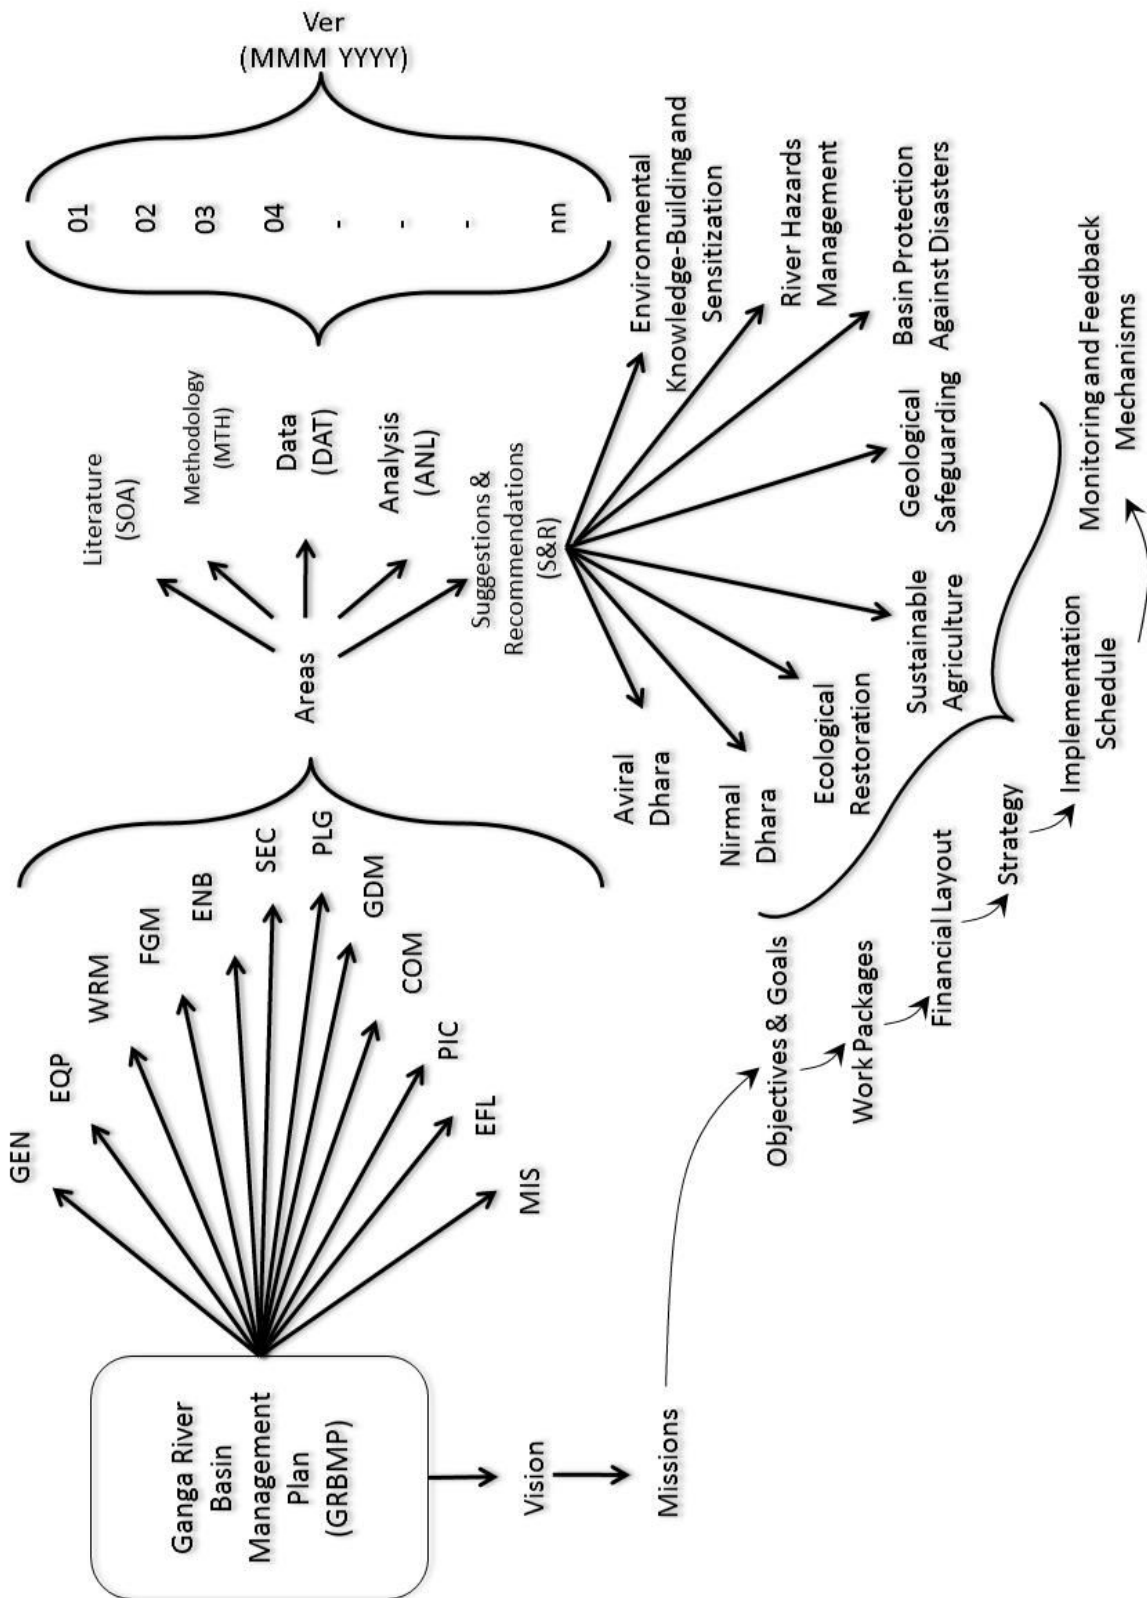 Ganga River
Basin
Management
Plan
(GRBMP)
GEN
EQP
WRM
FGM
ENB
SEC
PLG
GDM
COM
PIC
EFL
MIS
Areas
Literature
(SOA)
Methodology
(MTH)
Data
(DAT)
Analysis
(ANL)
Suggestions &
Recommendations
(S&R)
01
02
03
04
-
-
-
nn
Ver
(MMM YYYY)
Aviral
Dhara
Nirmal
Dhara
Ecological
Restoration
Sustainable
Agriculture
Geological
Safeguarding
Basin Protection
Against Disasters
River Hazards
Management
Environmental
Knowledge-Building and
Sensitization
Vision
Missions
Objectives & Goals
Work Packages
Financial Layout
Strategy
Implementation
Schedule
Monitoring and Feedback
Mechanisms